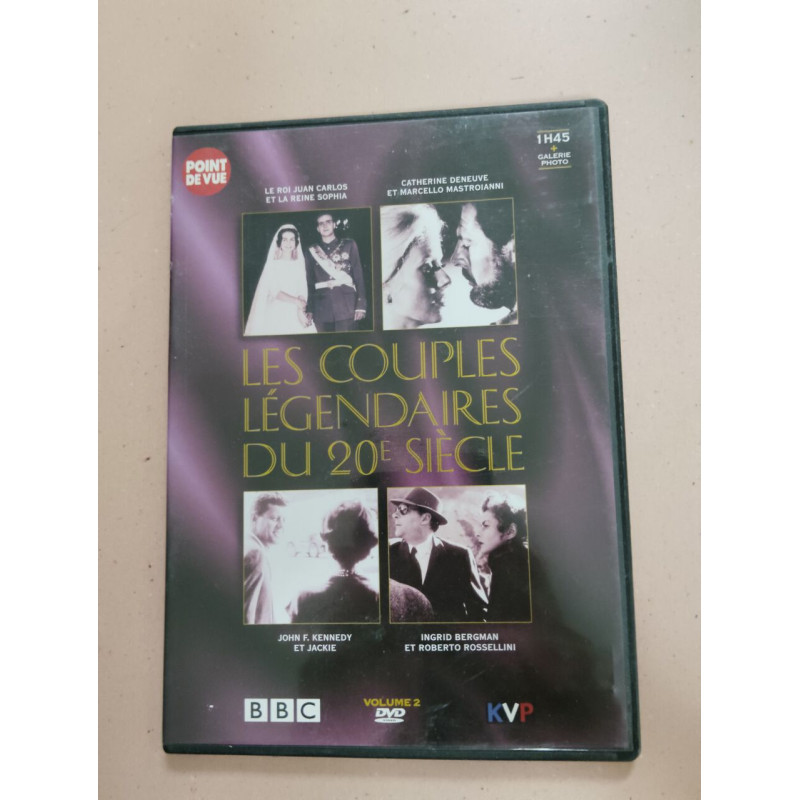 POINT
DE VUE
1H45
+
GALERIE
PHOTO
LE ROI JUAN CARLOS
ET LA REINE SOPHIA
CATHERINE DENEUVE
ET MARCELLO MASTROIANNI
LES COUPLES
LÉGENDAIRES
DU 20E SIÈCLE
JOHN F. KENNEDY
ET JACKIE
INGRID BERGMAN
ET ROBERTO ROSSELLINI
BBC
VOLUME 2
DVD
KVP